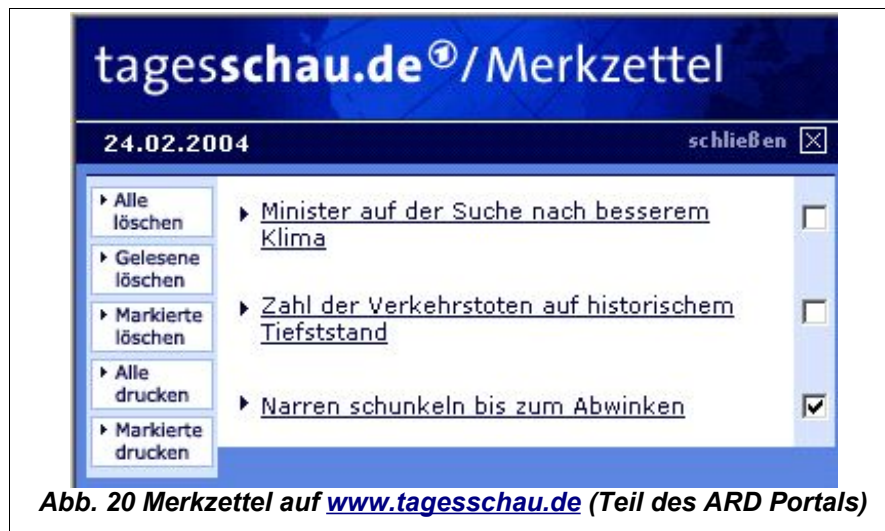 tagesschau.de/Merkzettel
24.02.2004 schließen
Alle
löschen
Gelesene
löschen
Markierte
löschen
Alle
drucken
Markierte
drucken
Minister auf der Suche nach besserem
Klima
Zahl der Verkehrstoten auf historischem
Tiefststand
Narren schunkeln bis zum Abwinken
Abb. 20 Merkzettel auf www.tagesschau.de (Teil des ARD Portals)